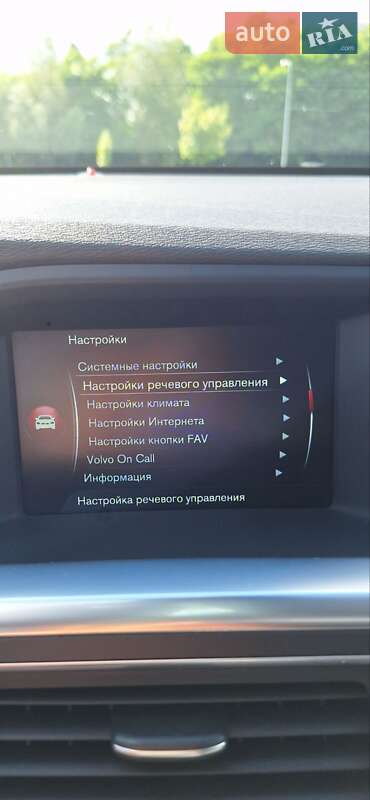 auto RIA .com
Настройки
Системные настройки
Настройки речевого управления
Настройки климата
Настройки Интернета
Настройки кнопки FAV
Volvo On Call
Информация
Настройка речевого управления